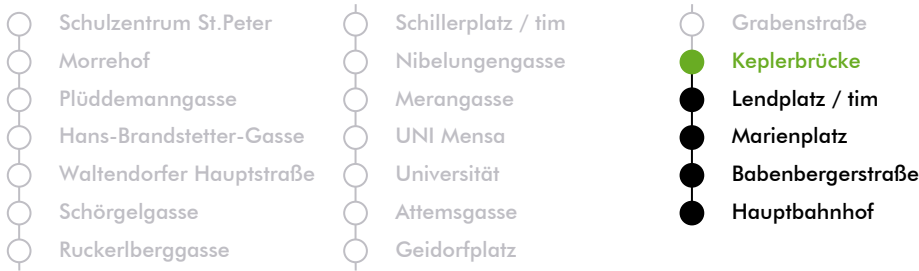 Schulzentrum St.Peter
Morrehof
Plüddemanngasse
Hans-Brandstetter-Gasse
Waltendorfer Hauptstraße
Schörgelgasse
Ruckerlberggasse
Schillerplatz / tim
Nibelungengasse
Merangasse
UNI Mensa
Universität
Attemsgasse
Geidorfplatz
Grabenstraße
Keplerbrücke
Lendplatz / tim
Marienplatz
Babenbergerstraße
Hauptbahnhof